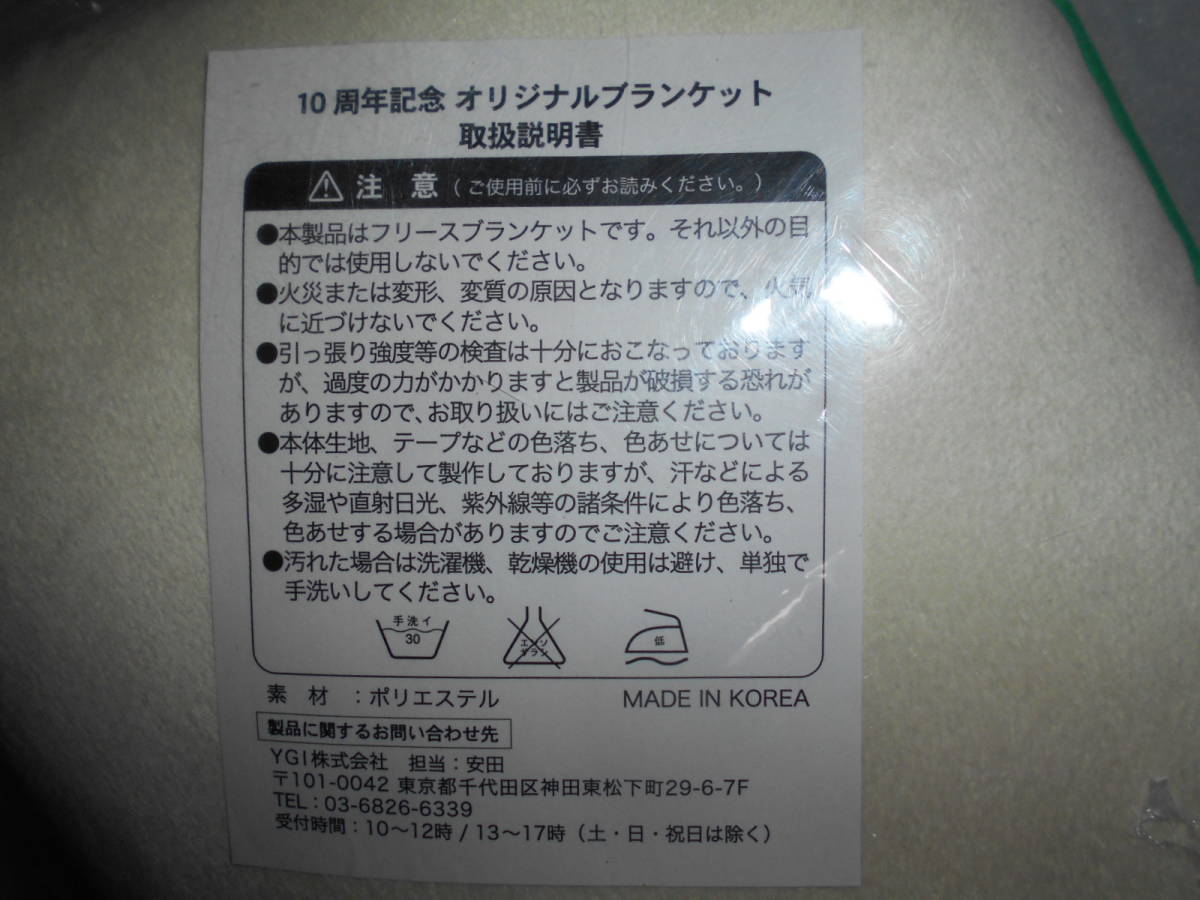 10 周年記念 オリジナルブランケット
取扱説明書
注 意 ( ご使用前に必ずお読みください。)
●本製品はフリースブランケットです。それ以外の目
的では使用しないでください。
●火災または変形、変質の原因となりますので、火気
に近づけないでください。
●引っ張り強度等の検査は十分におこなっております
が、過度の力がかかりますと製品が破損する恐れが
ありますので、お取り扱いにはご注意ください。
●本体生地、テープなどの色落ち、色あせについては
十分に注意して製作しておりますが、汗などによる
多湿や直射日光、紫外線等の諸条件により色落ち、
色あせする場合がありますのでご注意ください。
●汚れた場合は洗濯機、乾燥機の使用は避け、単独で
手洗いしてください。
手洗イ
30
エンソ
サラシ
低
素 材 ：ポリエステル MADE IN KOREA
製品に関するお問い合わせ先
YGI株式会社 担当：安田
〒101-0042 東京都千代田区神田東松下町29-6-7F
TEL：03-6826-6339
受付時間：10～12時 / 13～17時（土・日・祝日は除く）